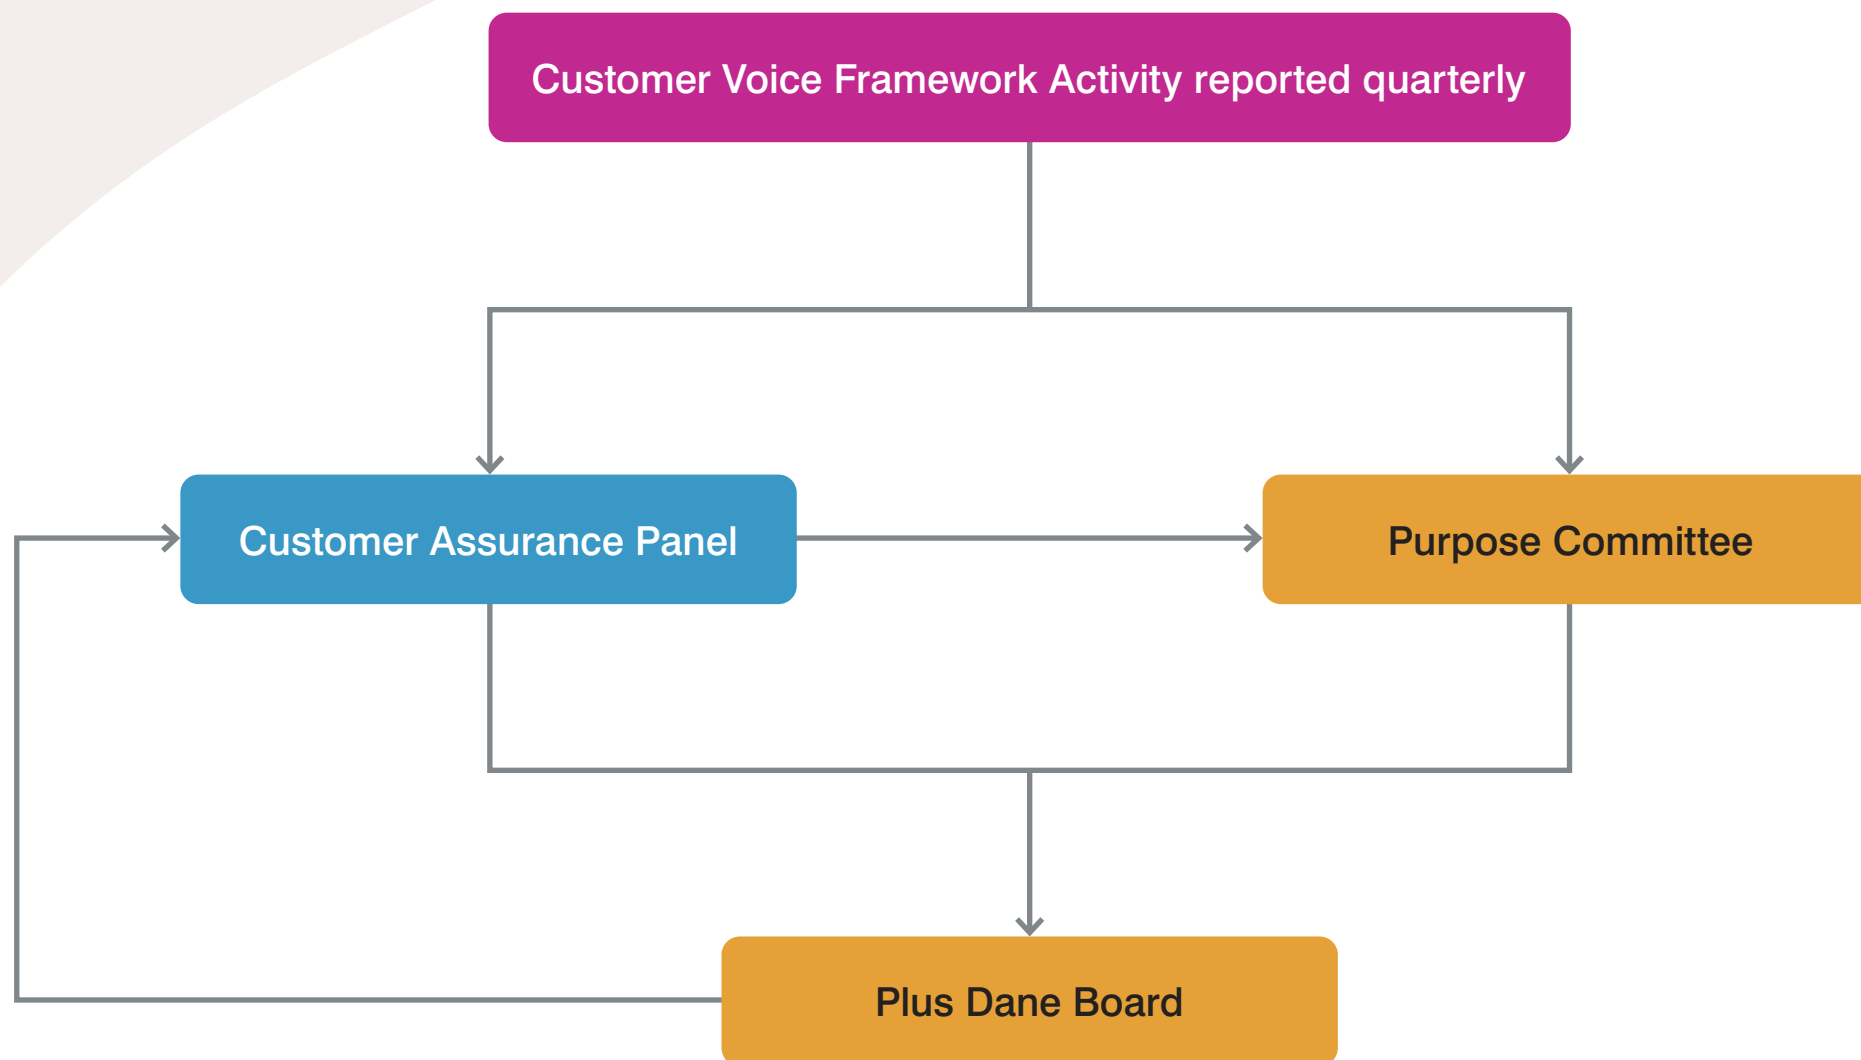 Customer Voice Framework Activity reported quarterly
Customer Assurance Panel
Purpose Committee
Plus Dane Board